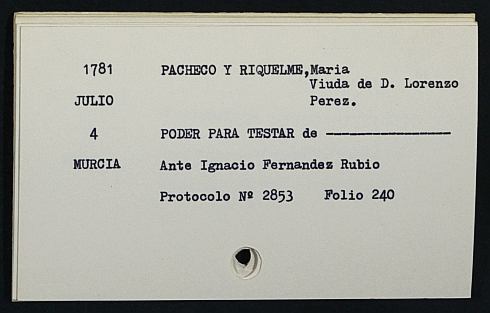 1781 PACHECO Y RIQUELME,Maria
Viuda de D. Lorenzo
JULIO Perez.
4 PODER PARA TESTAR de ------------------
MURCIA Ante Ignacio Fernandez Rubio
Protocolo Nº 2853 Folio 240